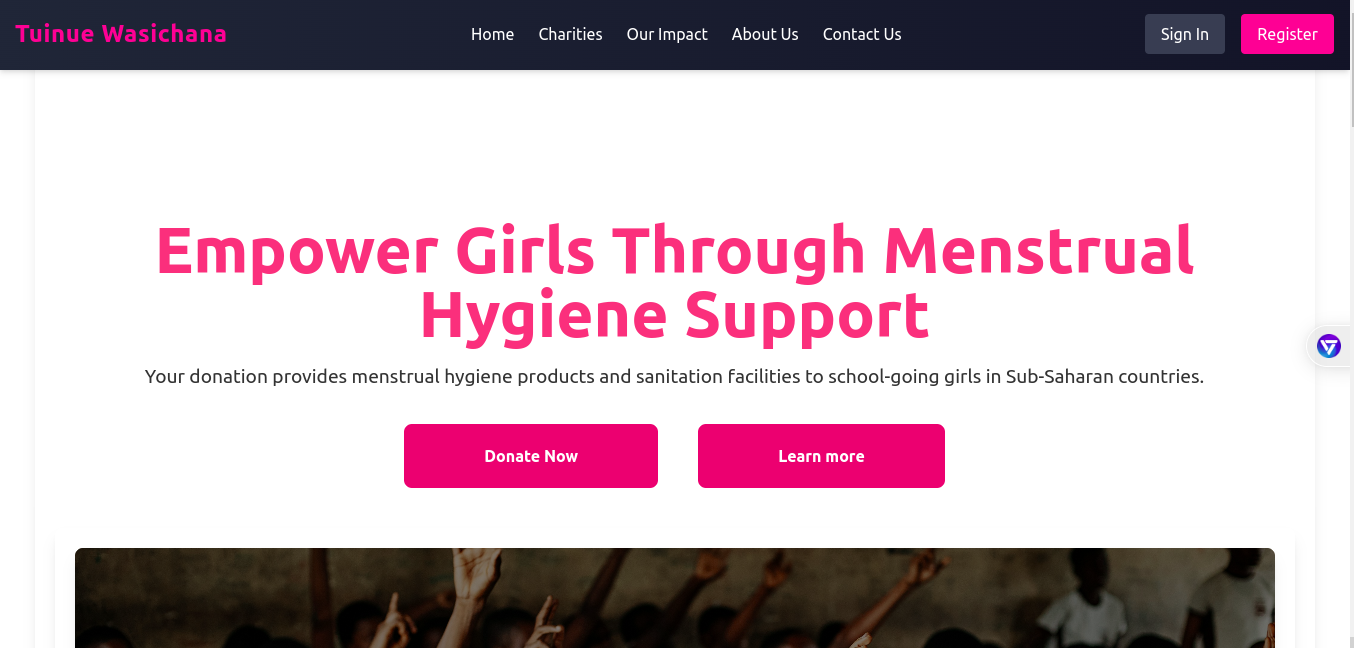 Tuinue Wasichana
Home Charities Our Impact About Us Contact Us
Sign In Register
Empower Girls Through Menstrual
Hygiene Support
Your donation provides menstrual hygiene products and sanitation facilities to school-going girls in Sub-Saharan countries.
Donate Now Learn more